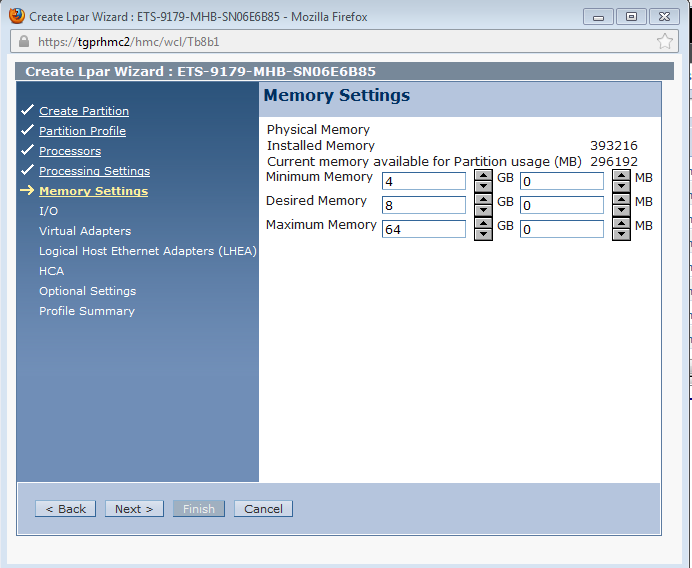 Create Lpar Wizard : ETS-9179-MHB-SN06E6B85 - Mozilla Firefox
https://tgprhmc2/hmc/wcl/Tb8b1
Create Lpar Wizard : ETS-9179-MHB-SN06E6B85
Create Partition
Partition Profile
Processors
Processing Settings
Memory Settings
I/O
Virtual Adapters
Logical Host Ethernet Adapters (LHEA)
HCA
Optional Settings
Profile Summary
Memory Settings
Physical Memory
Installed Memory 393216
Current memory available for Partition usage (MB) 296192
Minimum Memory 4 GB 0 MB
Desired Memory 8 GB 0 MB
Maximum Memory 64 GB 0 MB
< Back Next > Finish Cancel